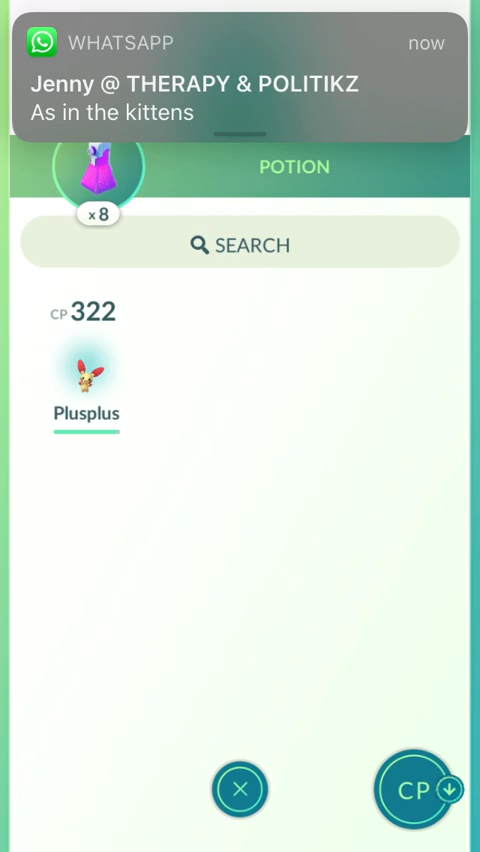 WHATSAPP
now
Jenny @ THERAPY & POLITIKZ
As in the kittens
POTION
x 8
SEARCH
CP 322
Plusplus
CP